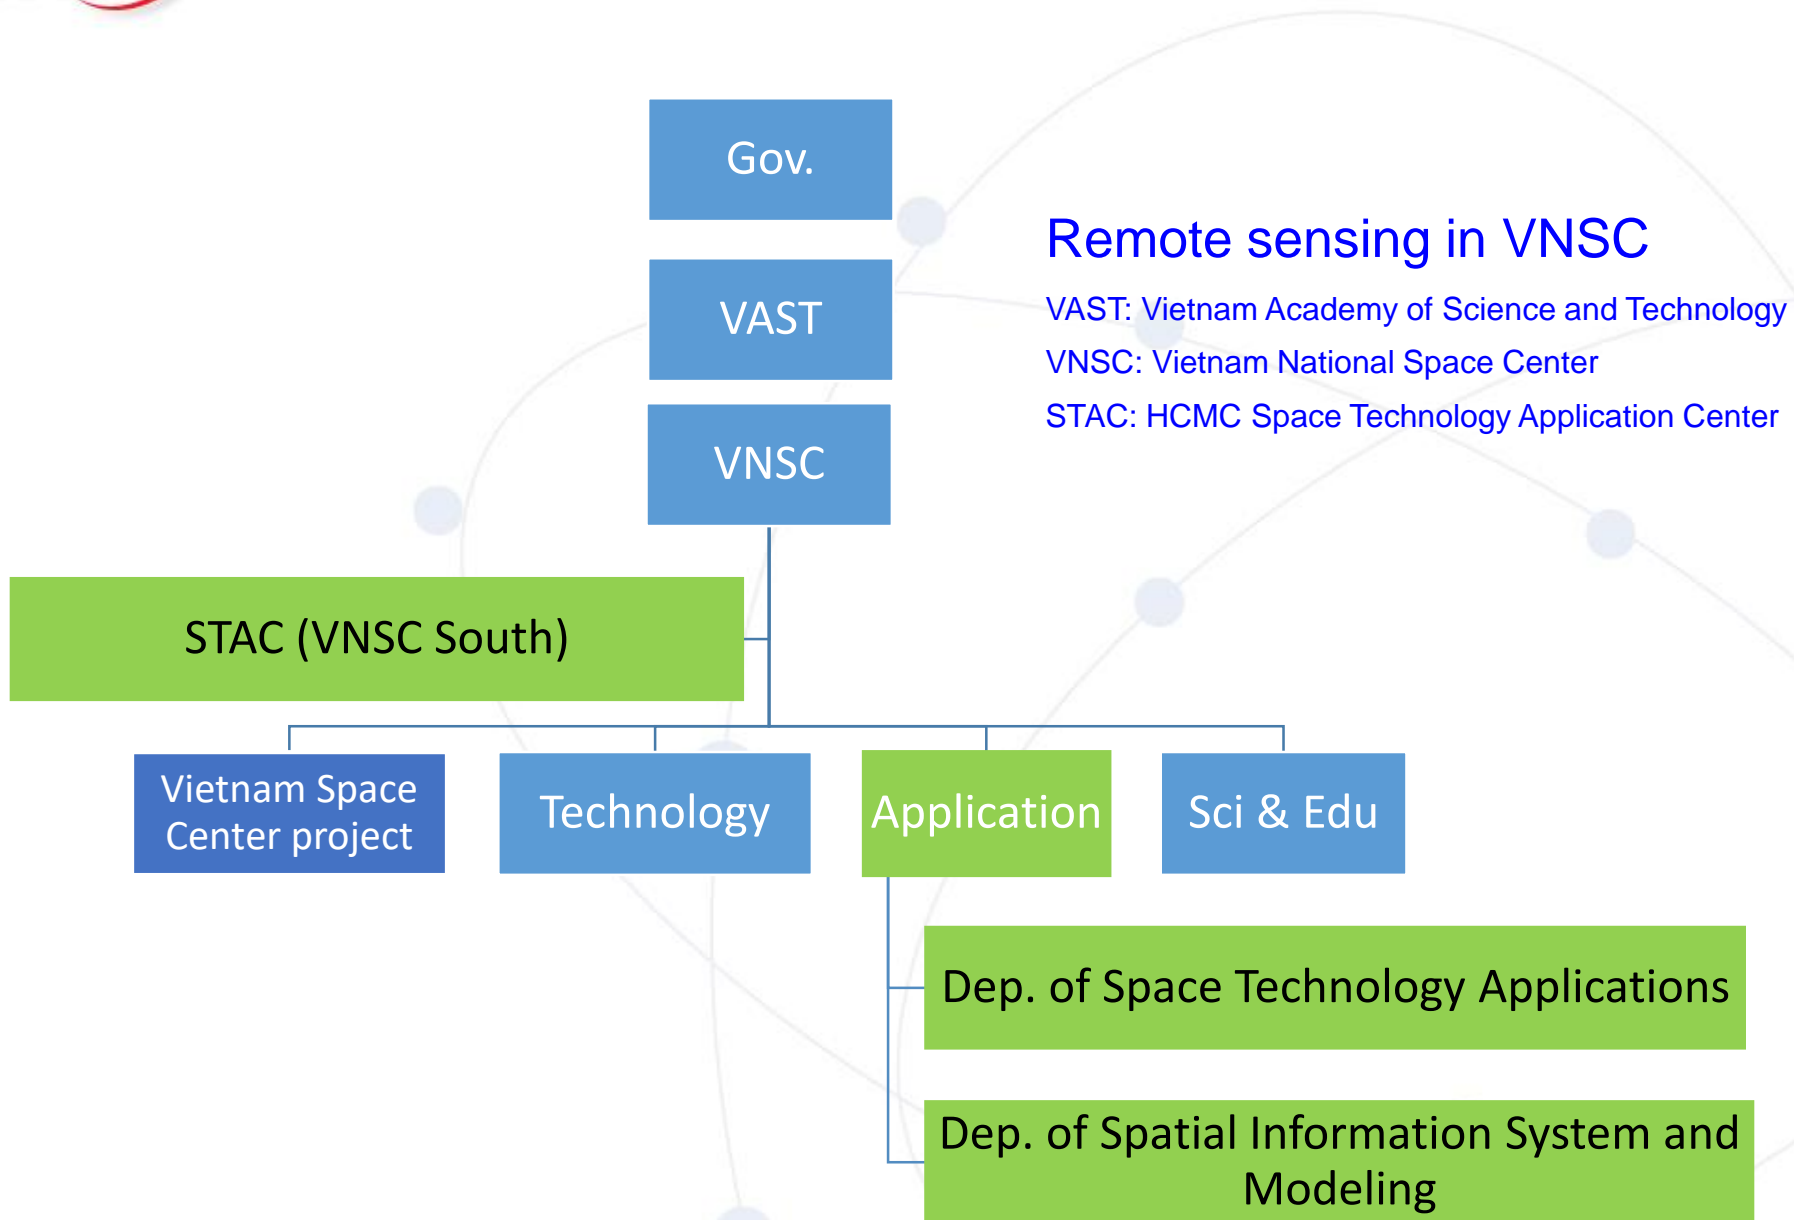 Gov.
Remote sensing in VNSC
VAST
VAST: Vietnam Academy of Science and Technology
VNSC: Vietnam National Space Center
STAC: HCMC Space Technology Application Center
VNSC
STAC (VNSC South)
Vietnam Space
Center project
Technology
Application
Sci & Edu
Dep. of Space Technology Applications
Dep. of Spatial Information System and
Modeling